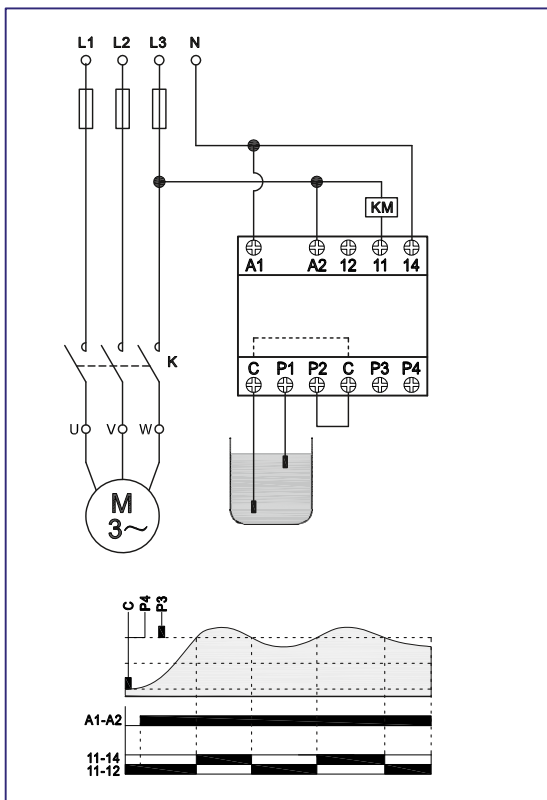 L1 L2 L3 N
KM
A1 A2 12 11 14
K
C P1 P2 C P3 P4
U V W
M
3~
C P4 P3
A1-A2
11-14
11-12